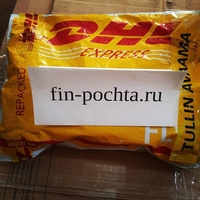 DHL
EXPRESS
fin-pochta.ru
REPACKED
TULLIN AVAAMA